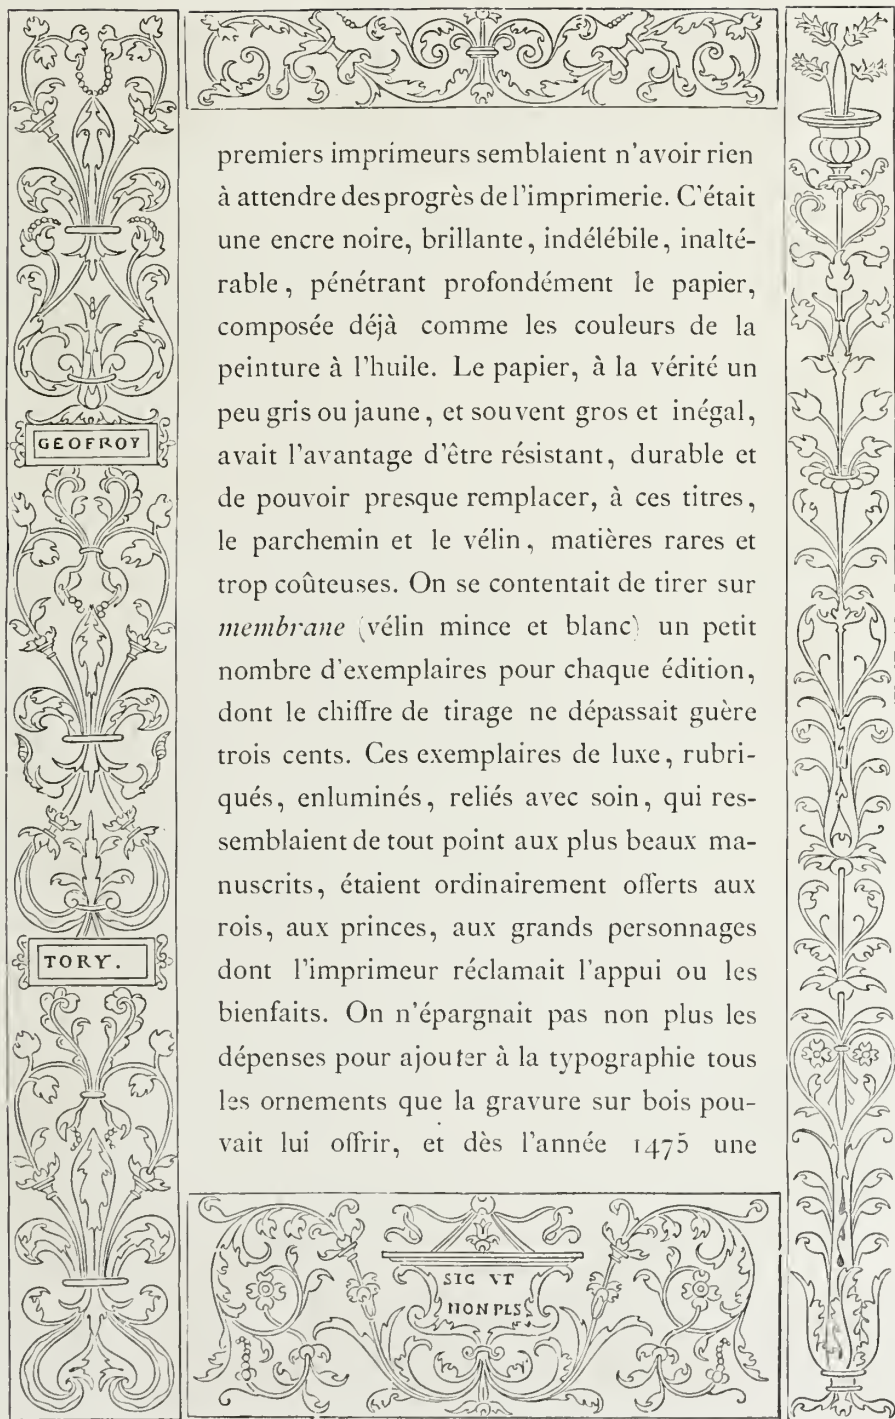 premiers imprimeurs semblaient n'avoir rien
à attendre des progrès de l'imprimerie. C'était
une encre noire, brillante, indélébile, inalté-
rable, pénétrant profondément le papier,
composée déjà comme les couleurs de la
peinture à l'huile. Le papier, à la vérité un
peu gris ou jaune, et souvent gros et inégal,
avait l'avantage d'être résistant, durable et
de pouvoir presque remplacer, à ces titres,
le parchemin et le vélin, matières rares et
trop coûteuses. On se contentait de tirer sur
membrane (vélin mince et blanc) un petit
nombre d'exemplaires pour chaque édition,
dont le chiffre de tirage ne dépassait guère
trois cents. Ces exemplaires de luxe, rubri-
qués, enluminés, reliés avec soin, qui res-
semblaient de tout point aux plus beaux ma-
nuscrits, étaient ordinairement offerts aux
rois, aux princes, aux grands personnages
dont l'imprimeur réclamait l'appui ou les
bienfaits. On n'épargnait pas non plus les
dépenses pour ajouter à la typographie tous
les ornements que la gravure sur bois pou-
vait lui offrir, et dès l'année 1475 une
GEOFROY
TORY.
SIC VT
NON PLS